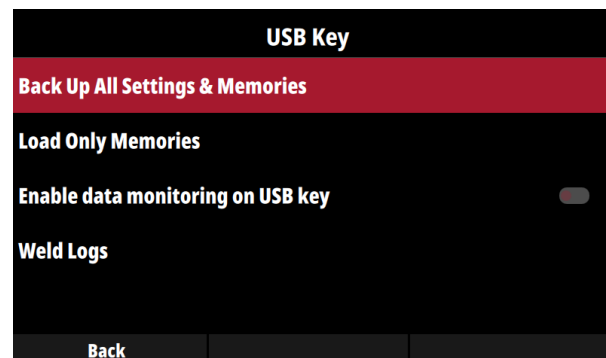 USB Key
Back Up All Settings & Memories
Load Only Memories
Enable data monitoring on USB key
Weld Logs
Back